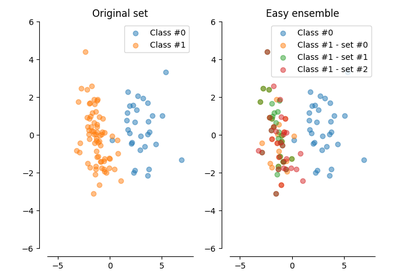 Original set
Easy ensemble
Class #0
Class #1
Class #0
Class #1 - set #0
Class #1 - set #1
Class #1 - set #2
6
4
2
0
−2
−4
−6
−5
0
5
6
4
2
0
−2
−4
−6
−5
0
5